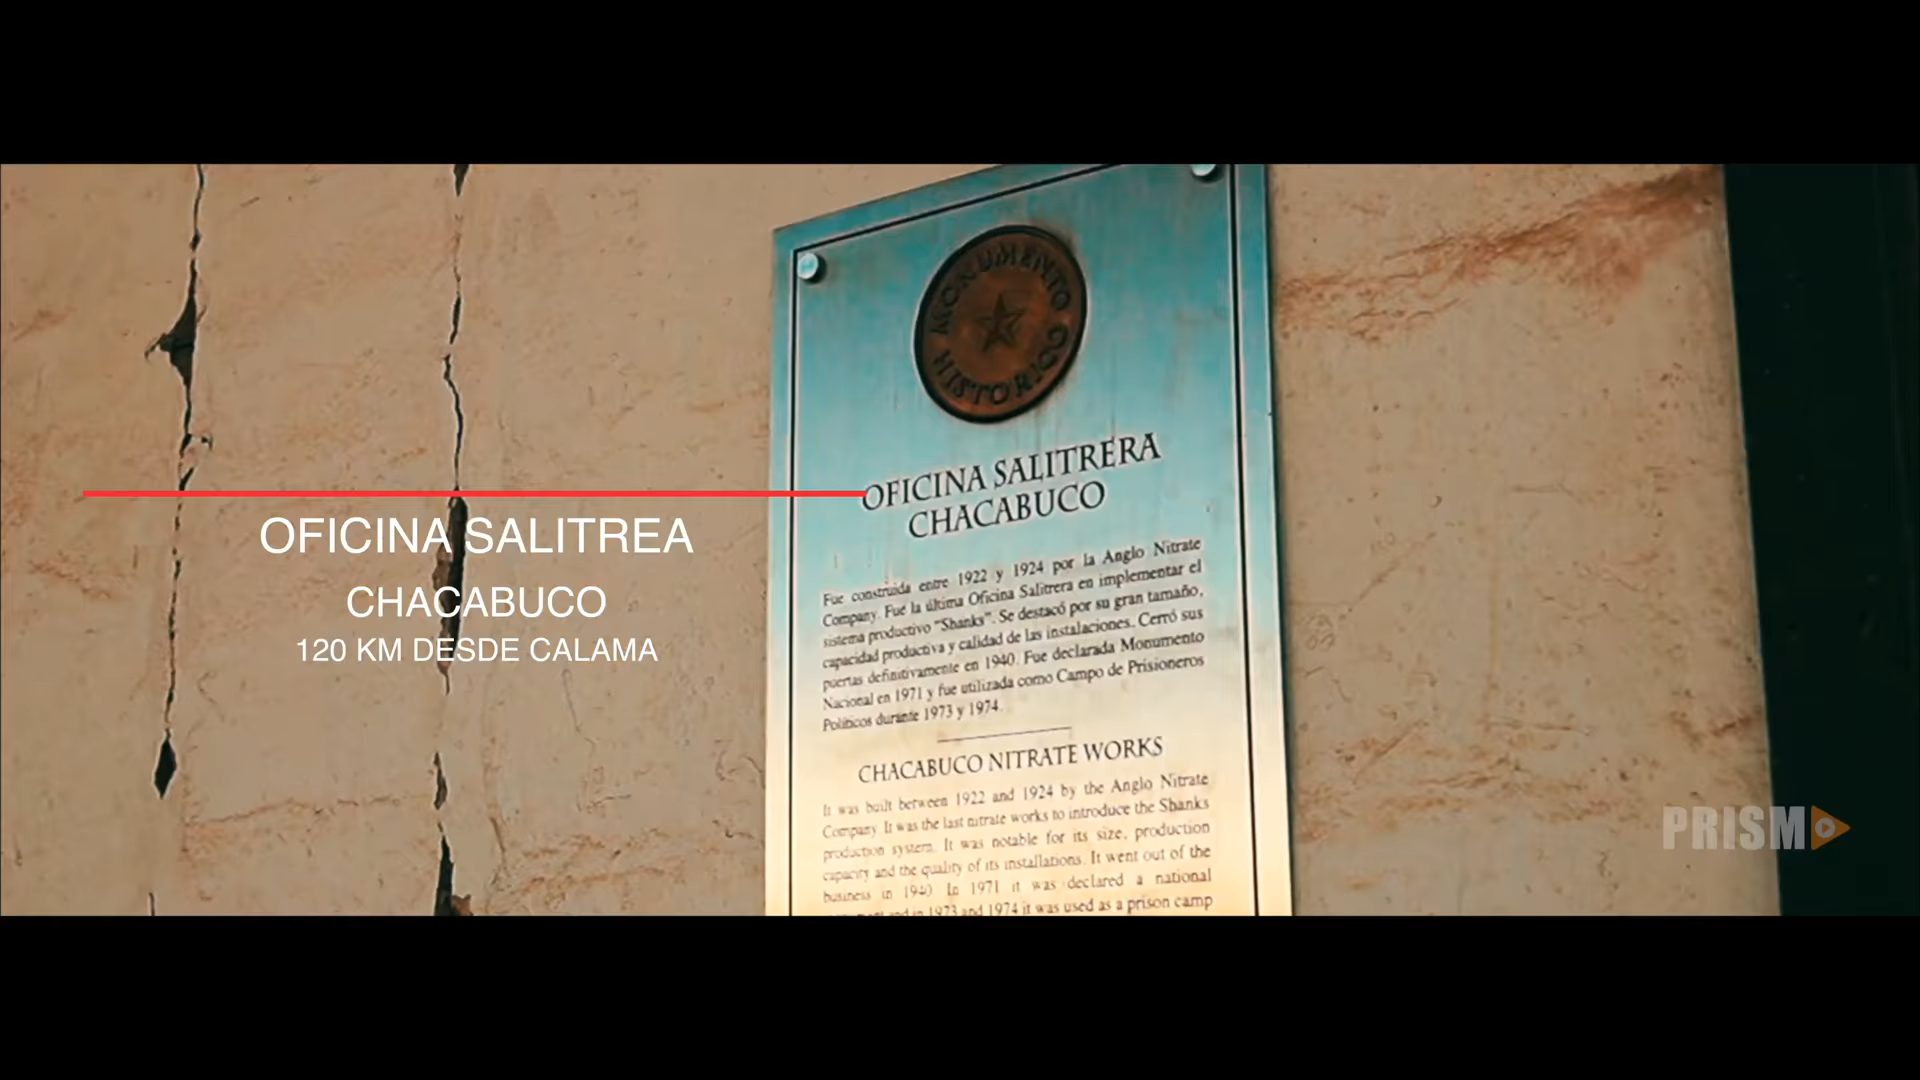 OFICINA SALITREA
CHACABUCO
120 KM DESDE CALAMA
MONUMENTO
HISTORICO
OFICINA SALITRERA
CHACABUCO
Fue construida entre 1922 y 1924 por la Anglo Nitrate
Company. Fue la última Oficina Salitrera en implementar el
sistema productivo "Shanks". Se destacó por su gran tamaño,
capacidad productiva y calidad de las instalaciones. Cerró sus
puertas definitivamente en 1940. Fue declarada Monumento
Nacional en 1971 y fue utilizada como Campo de Prisioneros
Políticos durante 1973 y 1974.
CHACABUCO NITRATE WORKS
It was built between 1922 and 1924 by the Anglo Nitrate
Company. It was the last nitrate works to introduce the Shanks
production system. It was notable for its size, production
capacity and the quality of its installations. It went out of the
business in 1940. In 1971 it was declared a national
and in 1973 and 1974 it was used as a prison camp
PRISM